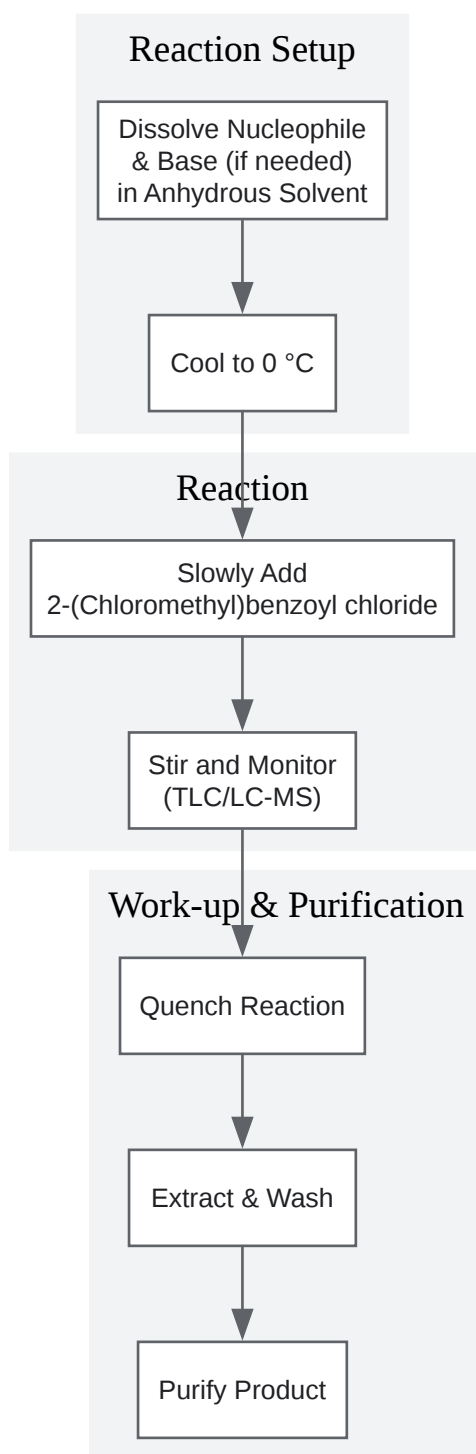 Reaction Setup
Dissolve Nucleophile
& Base (if needed)
in Anhydrous Solvent
Cool to 0 °C
Reaction
Slowly Add
2-(Chloromethyl)benzoyl chloride
Stir and Monitor
(TLC/LC-MS)
Work-up & Purification
Quench Reaction
Extract & Wash
Purify Product